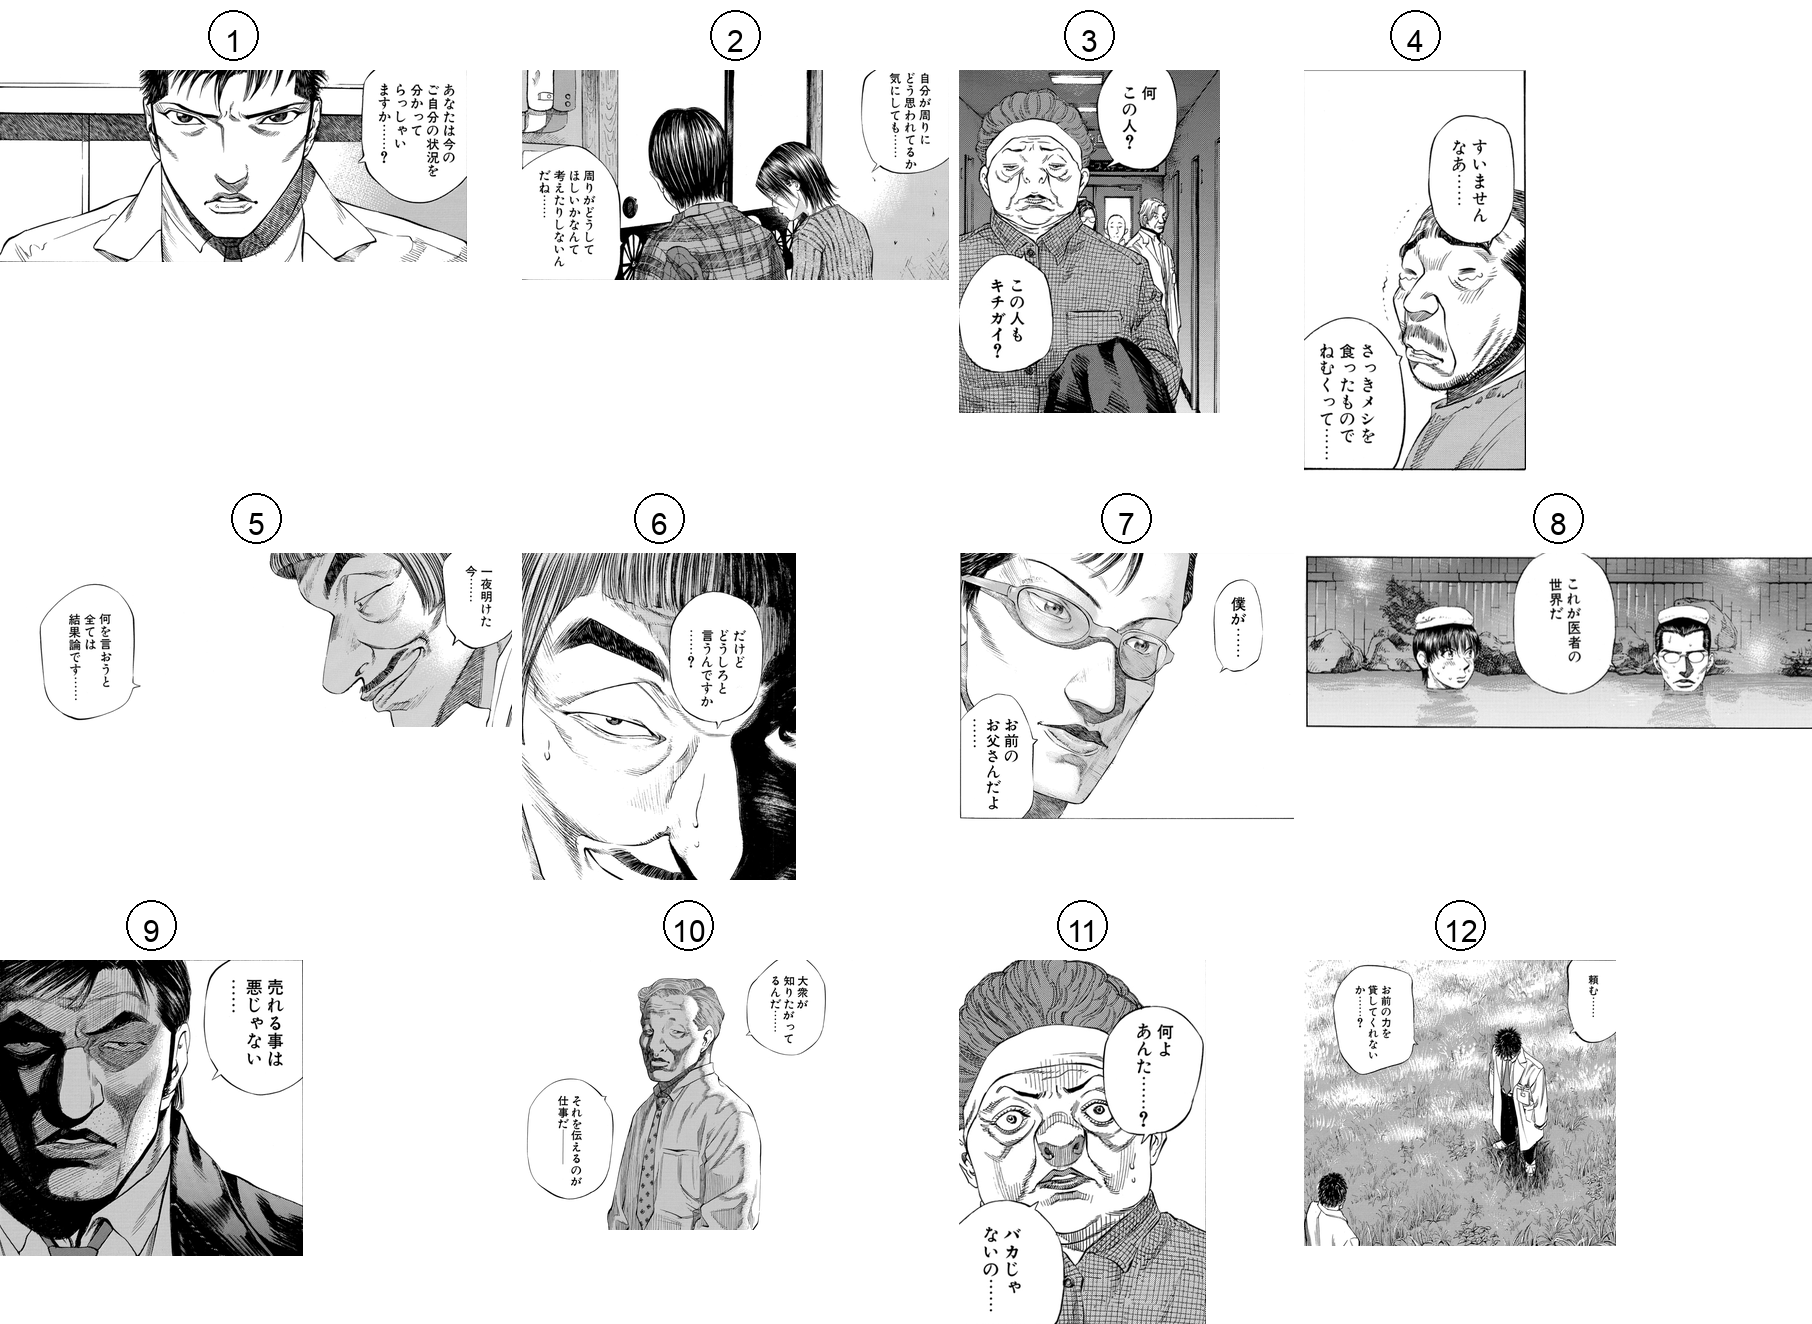 1
あなたは今の
ご自分の状況を
分かって
らっしゃい
ますか……？
2
自分が周りに
どう思われてるか
気にしても……
周りがどうして
ほしいかなんて
考えたりしないん
だね……
3
何
この人？
この人も
キチガイ？
4
すいません
なあ……
さっきメシを
食ったもので
ねむくって……
5
一夜明けた
今……
何を言おうと
全ては
結果論です……
6
だけど
どうしろと
言うんですか
……？
7
僕が……
お前の
お父さんだよ
……
8
これが医者の
世界だ
9
売れる事は
悪じゃない
……
10
大衆が
知りたがって
るんだ……
それを伝えるのが
仕事だ――
11
何よ
あんた……？
バカじゃ
ないの……
12
頼む……
お前の力を
貸してくれない
か……？